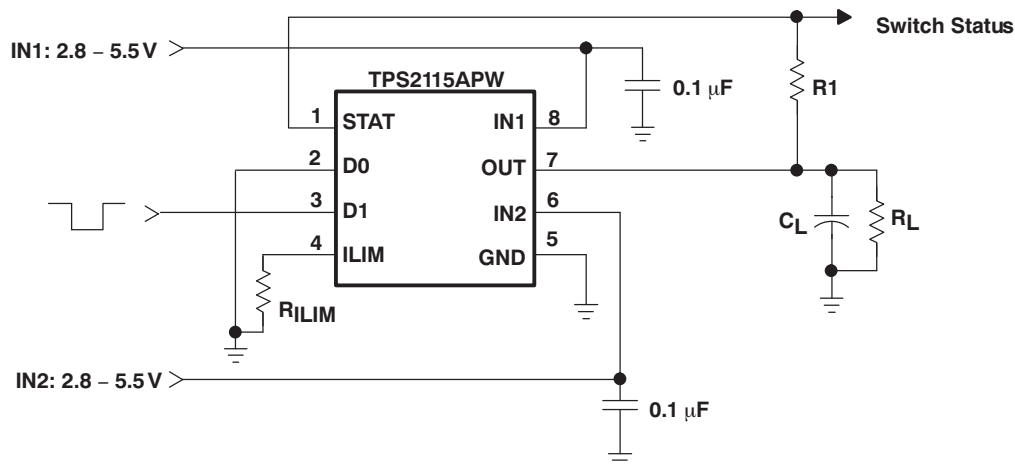 Switch Status
IN1: 2.8 – 5.5 V
TPS2115APW
0.1 μF
R1
1 STAT IN1 8
2 D0 OUT 7
3 D1 IN2 6
4 ILIM GND 5
CL RL
RILIM
IN2: 2.8 – 5.5 V
0.1 μF